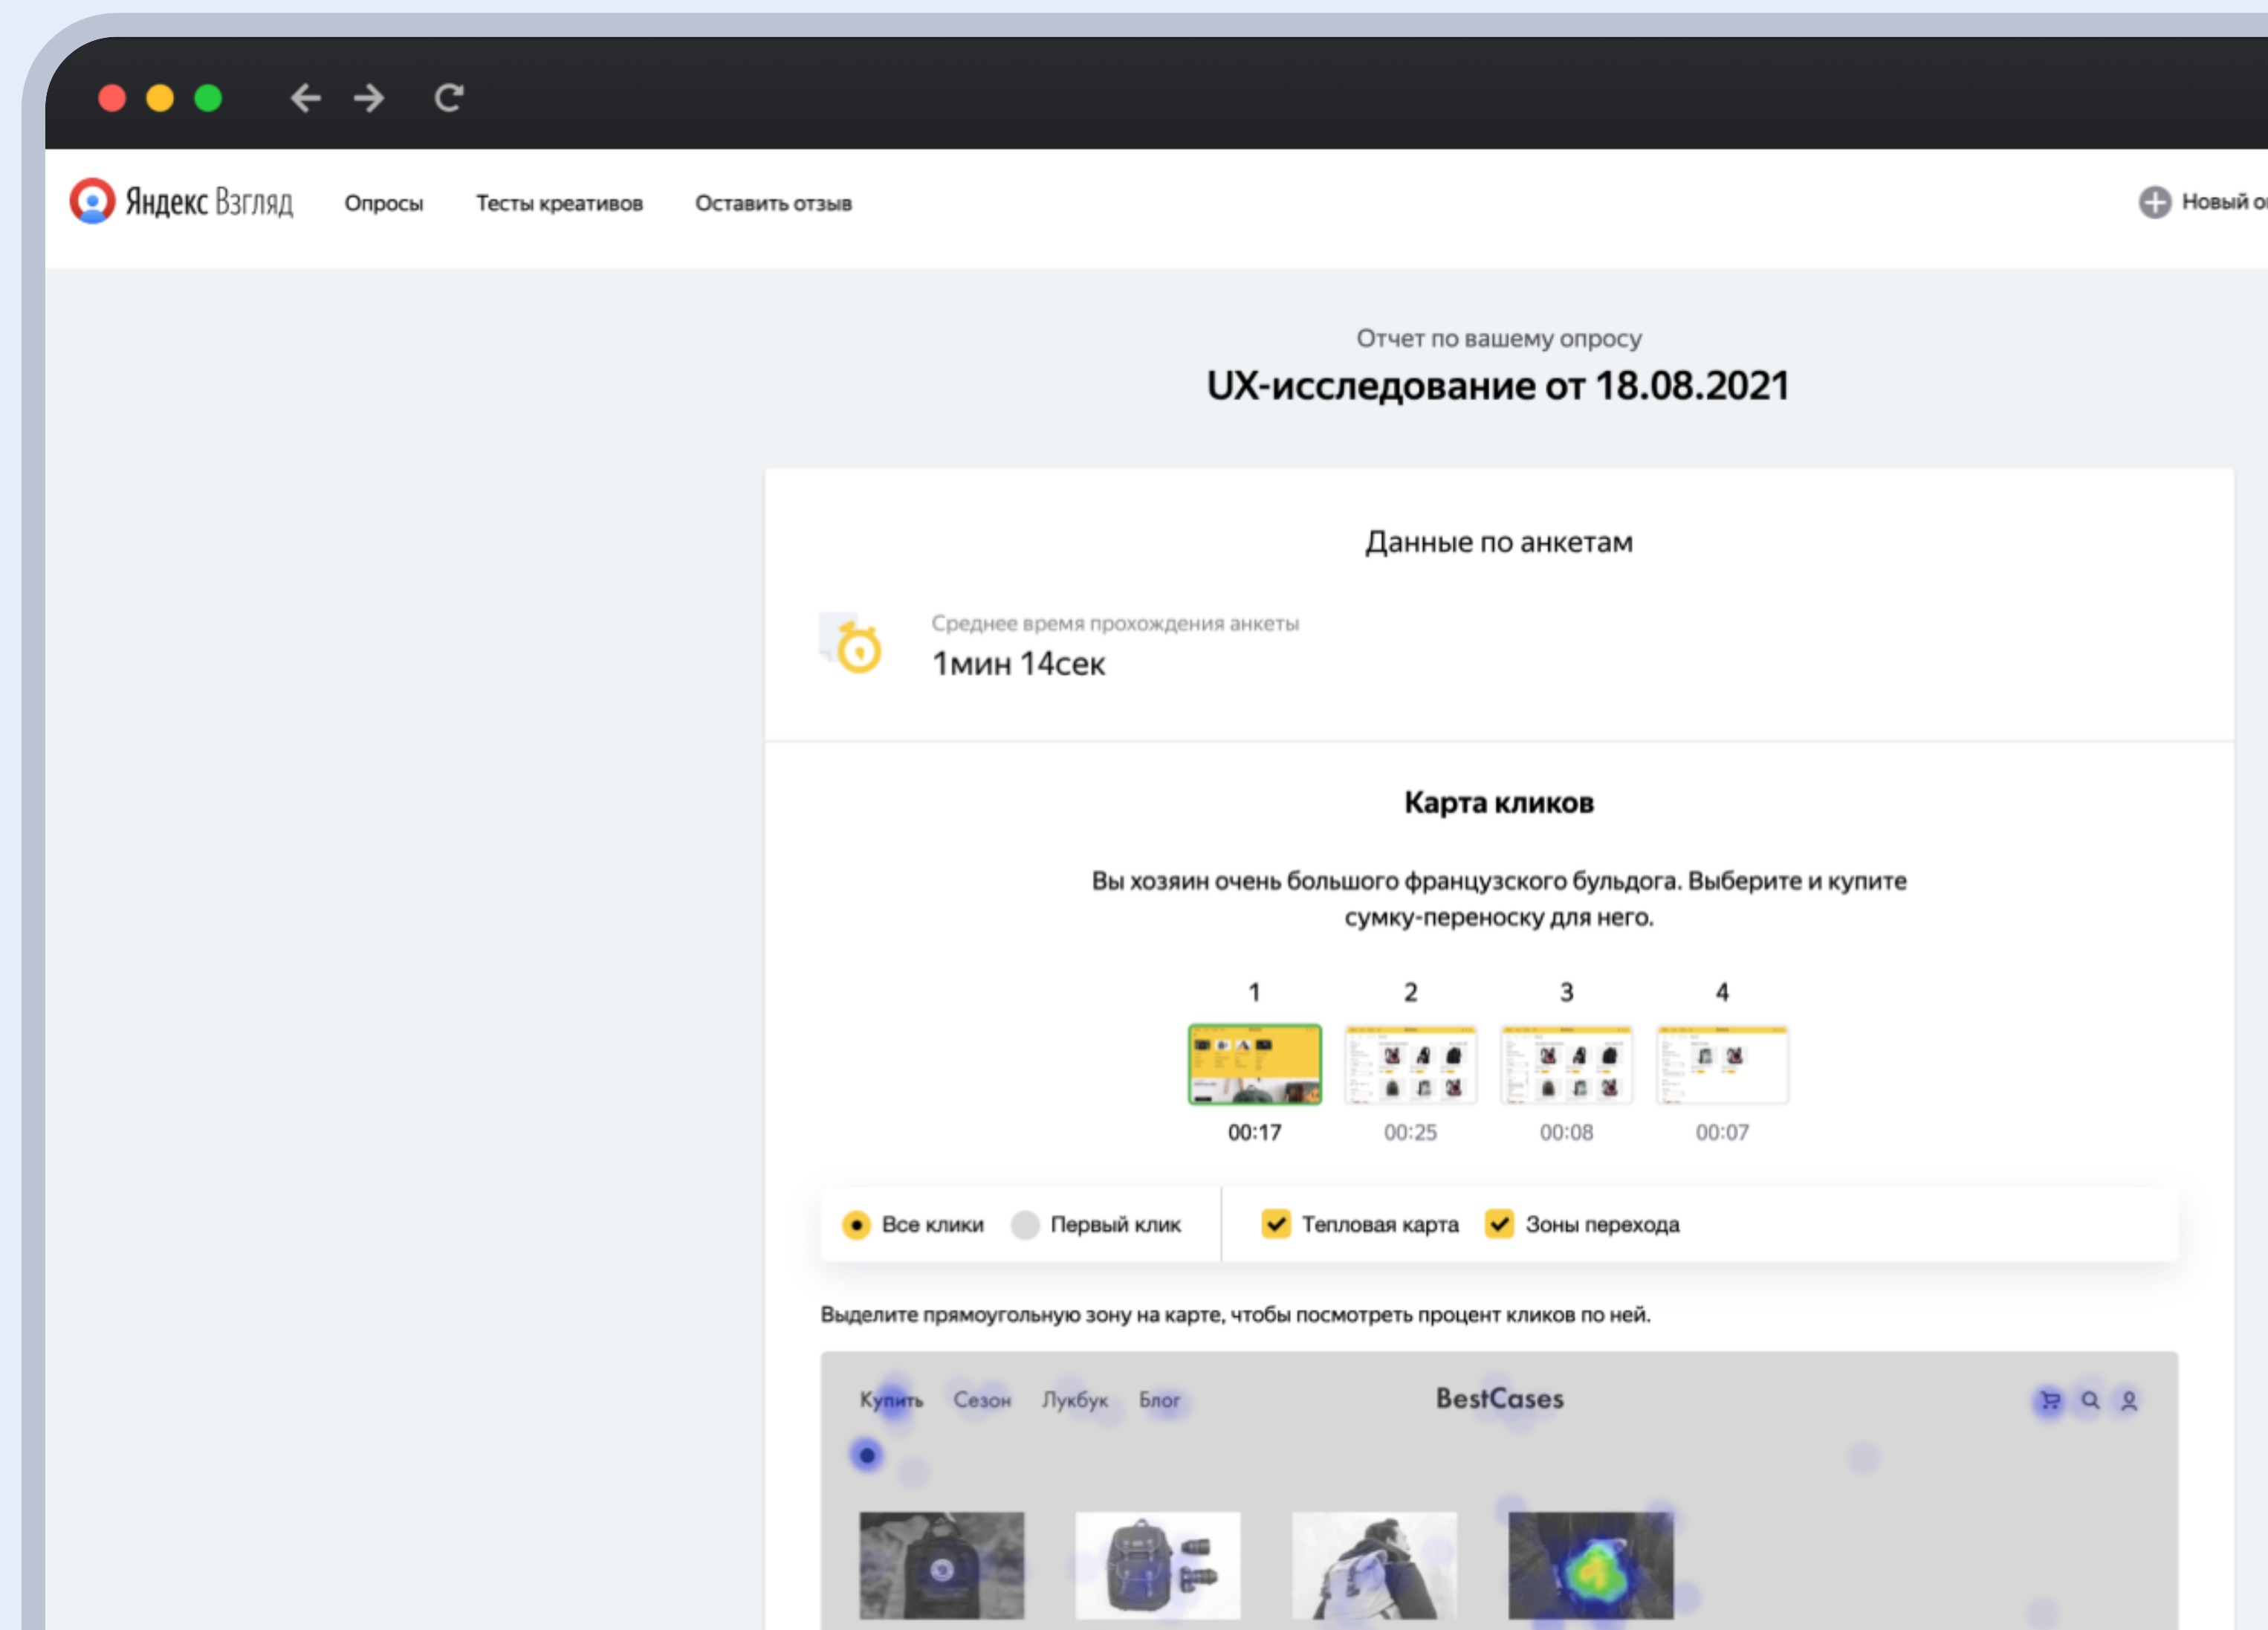 Яндекс Взгляд
Опросы
Тесты креативов
Оставить отзыв
Новый
Отчет по вашему опросу
UX-исследование от 18.08.2021
Данные по анкетам
Среднее время прохождения анкеты
1мин 14сек
Карта кликов
Вы хозяин очень большого французского бульдога. Выберите и купите
сумку-переноску для него.
1 2 3 4
00:17 00:25 00:08 00:07
Все клики
Первый клик
Тепловая карта
Зоны перехода
Выделите прямоугольную зону на карте, чтобы посмотреть процент кликов по ней.
Купить Сезон Лукбук Блог
BestCases